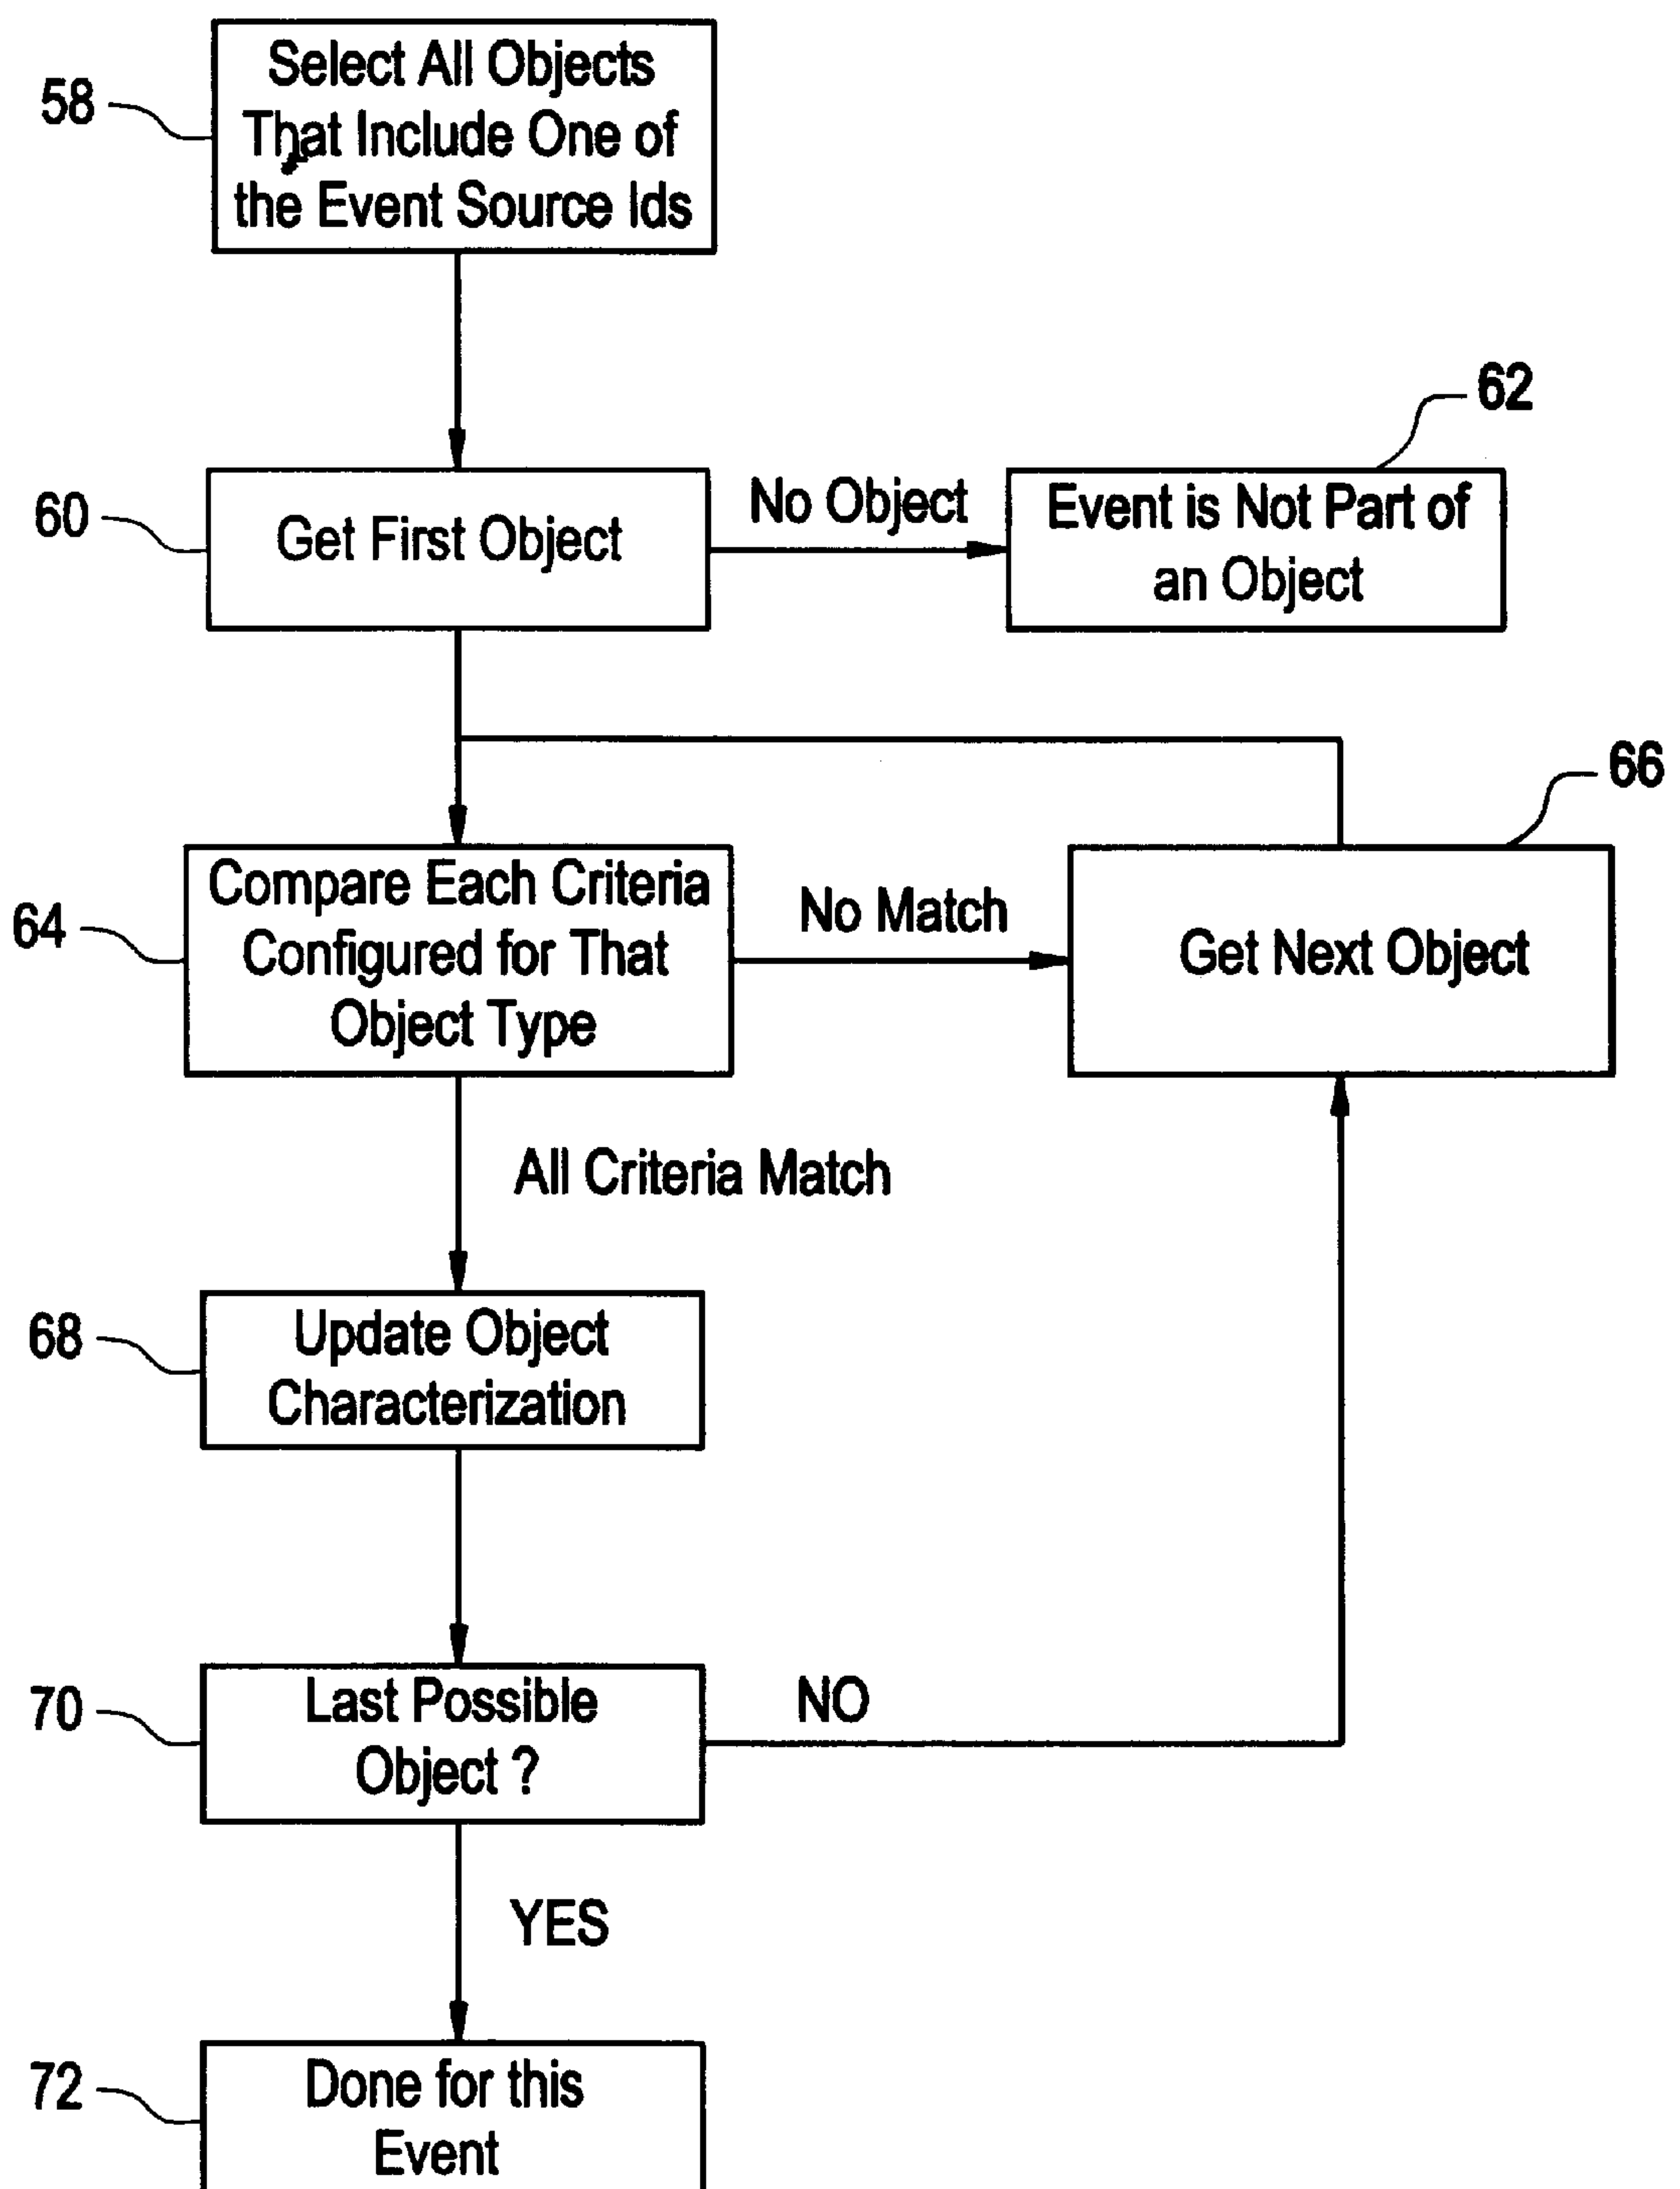 58
Select All Objects
That Include One of
the Event Source Ids
62
60
Get First Object
No Object
Event is Not Part of
an Object
66
64
Compare Each Criteria
Configured for That
Object Type
No Match
Get Next Object
All Criteria Match
68
Update Object
Characterization
70
Last Possible
Object ?
NO
YES
72
Done for this
Event